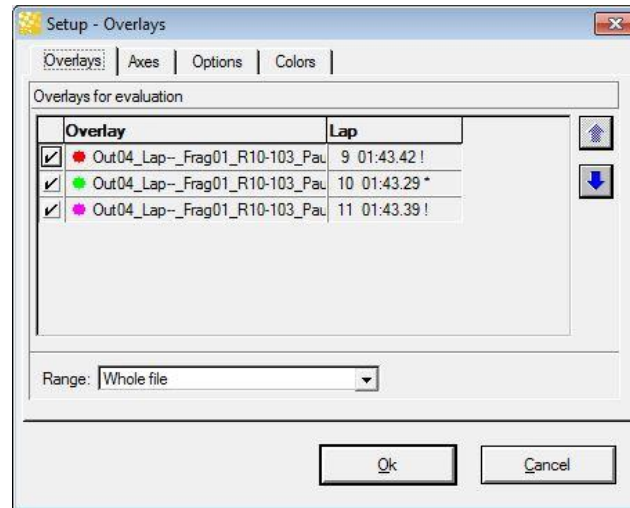 Setup - Overlays
Overlays Axes Options Colors
Overlays for evaluation
Overlay Lap
Out04_Lap--_Frag01_R10-103_Pau 9 01:43.42 !
Out04_Lap--_Frag01_R10-103_Pau 10 01:43.29 *
Out04_Lap--_Frag01_R10-103_Pau 11 01:43.39 !
Range: Whole file
Ok Cancel